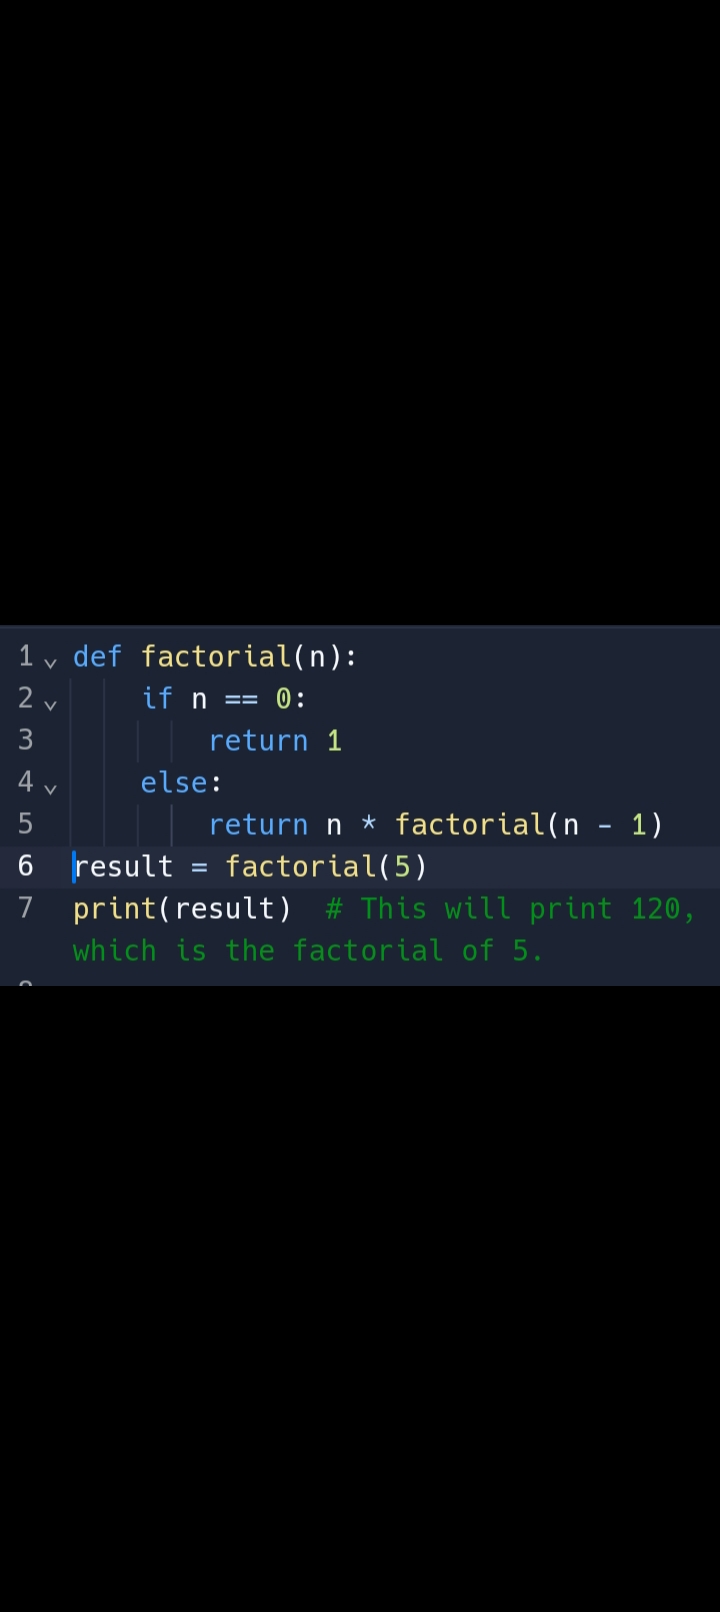 1 def factorial(n):
2     if n == 0:
3         return 1
4     else:
5         return n * factorial(n - 1)
6 result = factorial(5)
7 print(result)  # This will print 120,
which is the factorial of 5.